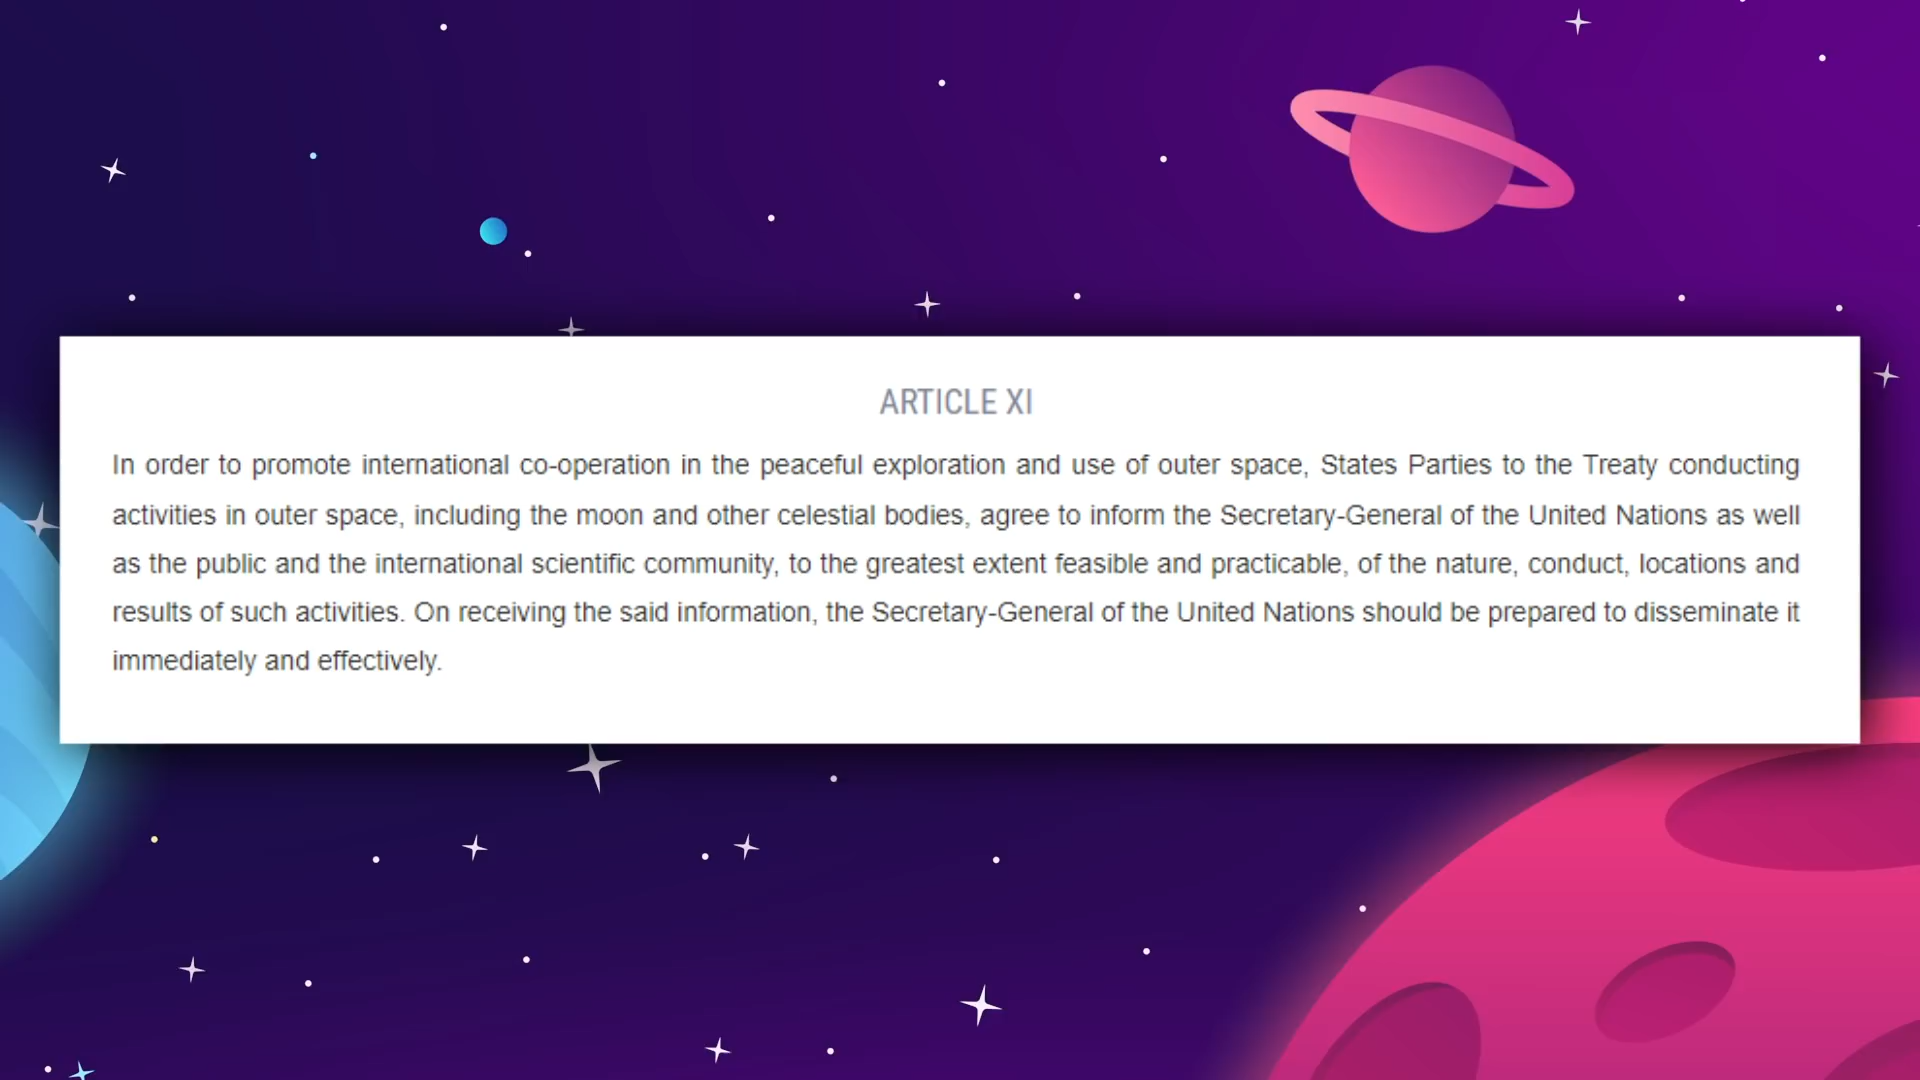 ARTICLE XI
In order to promote international co-operation in the peaceful exploration and use of outer space, States Parties to the Treaty conducting
activities in outer space, including the moon and other celestial bodies, agree to inform the Secretary-General of the United Nations as well
as the public and the international scientific community, to the greatest extent feasible and practicable, of the nature, conduct, locations and
results of such activities. On receiving the said information, the Secretary-General of the United Nations should be prepared to disseminate it
immediately and effectively.